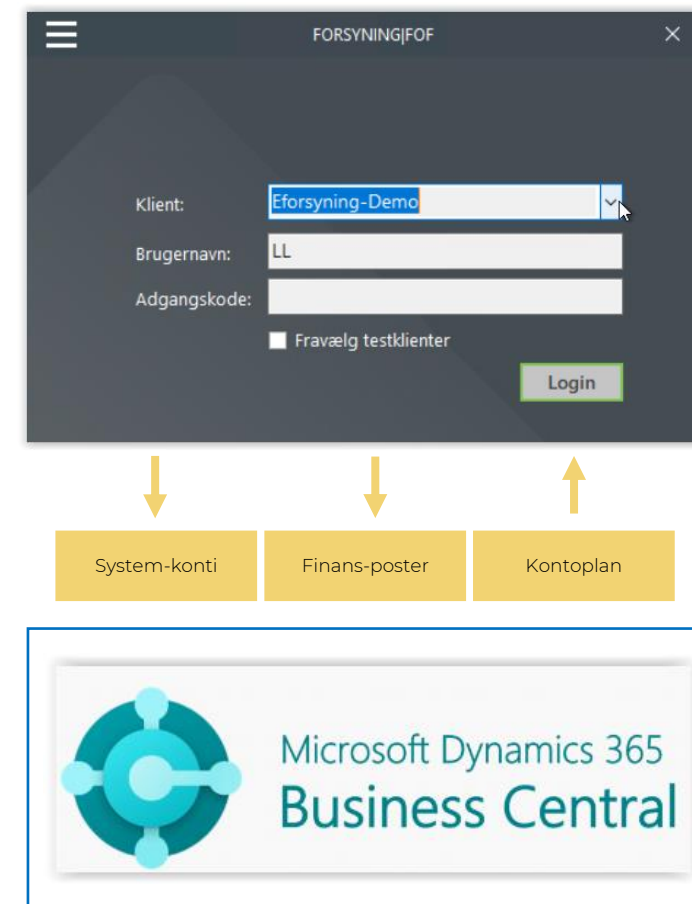 FORSYNING|FOF
Klient:
Eforsyning-Demo
Brugernavn:
LL
Adgangskode:
Fravælg testklienter
Login
System-konti
Finans-poster
Kontoplan
Microsoft Dynamics 365
Business Central